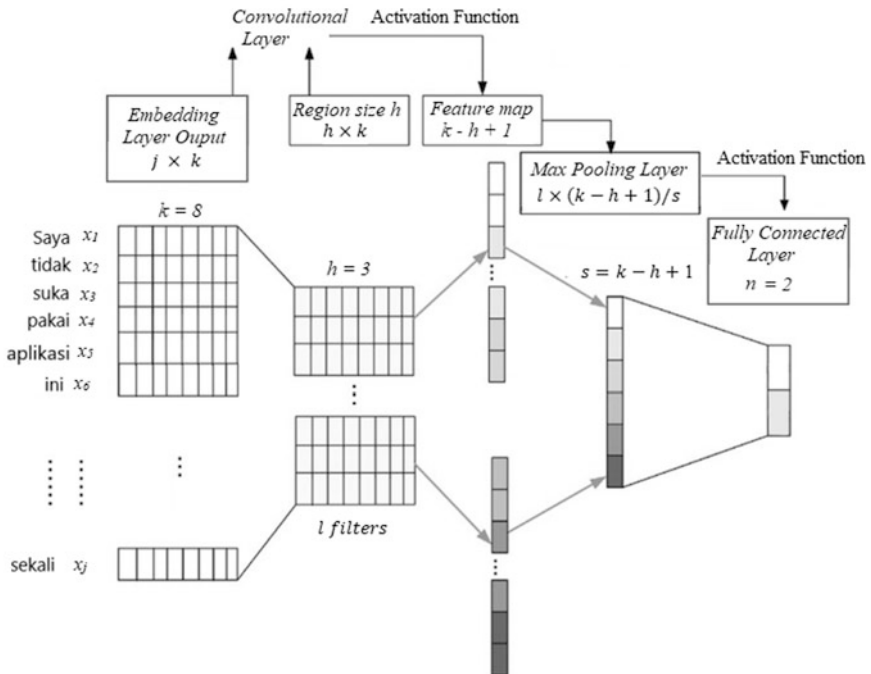 Convolutional
Layer
Activation Function
Embedding
Layer Ouput
j × k
Region size h
h × k
Feature map
k - h + 1
Max Pooling Layer
l × (k − h + 1)/s
Activation Function
Fully Connected
Layer
n = 2
k = 8
Saya x1
tidak x2
suka x3
pakai x4
aplikasi x5
ini x6
sekali xj
h = 3
l filters
s = k − h + 1